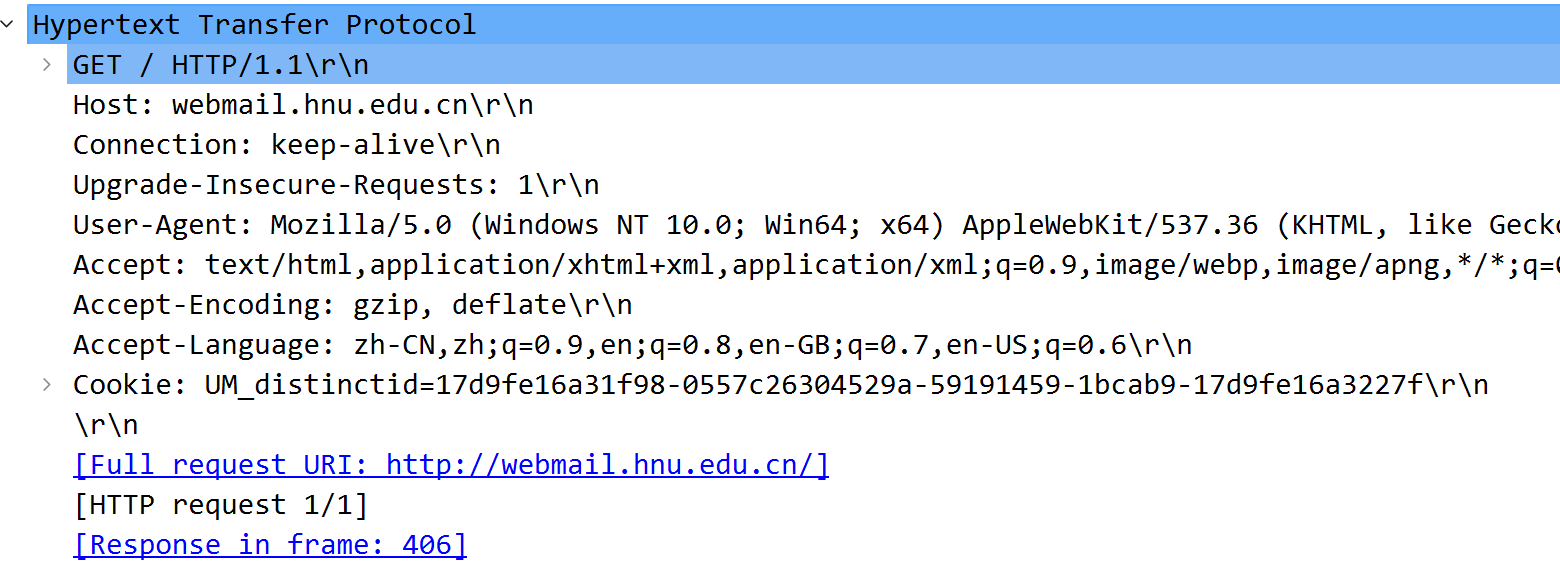 Hypertext Transfer Protocol
GET / HTTP/1.1\r\n
Host: webmail.hnu.edu.cn\r\n
Connection: keep-alive\r\n
Upgrade-Insecure-Requests: 1\r\n
User-Agent: Mozilla/5.0 (Windows NT 10.0; Win64; x64) AppleWebKit/537.36 (KHTML, like Gecko
Accept: text/html,application/xhtml+xml,application/xml;q=0.9,image/webp,image/apng,*/*;q=0
Accept-Encoding: gzip, deflate\r\n
Accept-Language: zh-CN,zh;q=0.9,en;q=0.8,en-GB;q=0.7,en-US;q=0.6\r\n
Cookie: UM_distinctid=17d9fe16a31f98-0557c26304529a-59191459-1bcab9-17d9fe16a3227f\r\n
\r\n
[Full request URI: http://webmail.hnu.edu.cn/]
[HTTP request 1/1]
[Response in frame: 406]